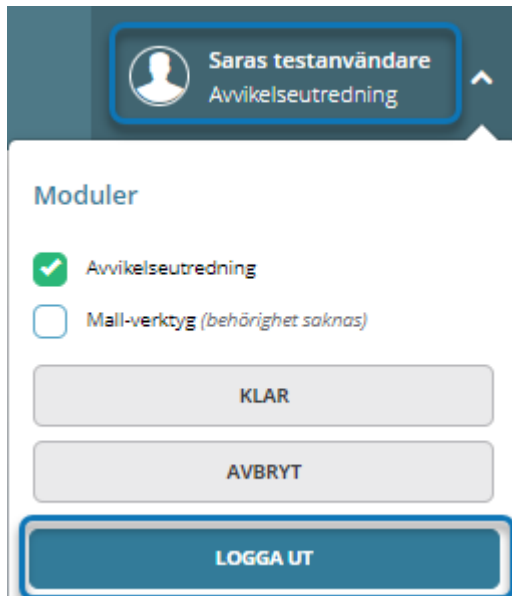 Saras testanvändare
Avvikelseutredning
Moduler
Avvikelseutredning
Mall-verktyg (behörighet saknas)
KLAR
AVBRYT
LOGGA UT